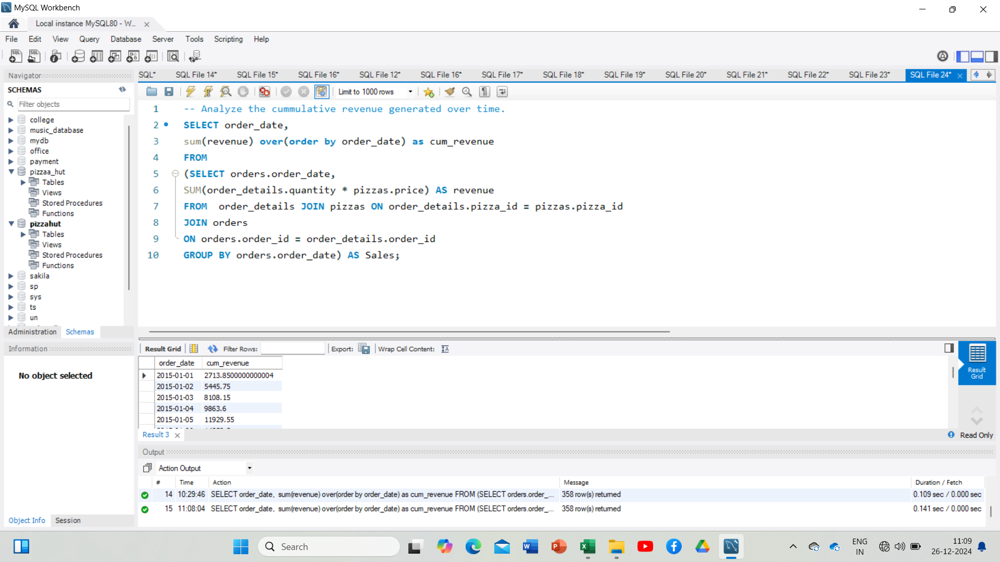 MySQL Workbench
Local instance MySQL80 - W...
File Edit View Query Database Server Tools Scripting Help
Navigator
SQL* SQL File 14* SQL File 15* SQL File 16* SQL File 12* SQL File 16* SQL File 17* SQL File 18* SQL File 19* SQL File 20* SQL File 21* SQL File 22* SQL File 23* SQL File 24*
SCHEMAS
Limit to 1000 rows
Filter objects
college
music_database
mydb
office
payment
pizzaa_hut
Tables
Views
Stored Procedures
Functions
pizzahut
Tables
Views
Stored Procedures
Functions
sakila
sp
sys
ts
un
Administration Schemas
1 -- Analyze the cummulative revenue generated over time.
2 SELECT order_date,
3 sum(revenue) over(order by order_date) as cum_revenue
4 FROM
5 (SELECT orders.order_date,
6 SUM(order_details.quantity * pizzas.price) AS revenue
7 FROM order_details JOIN pizzas ON order_details.pizza_id = pizzas.pizza_id
8 JOIN orders
9 ON orders.order_id = order_details.order_id
10 GROUP BY orders.order_date) AS Sales;
Information
No object selected
Object Info Session
Result Grid Filter Rows: Export: Wrap Cell Content:
order_date cum_revenue
2015-01-01 2713.8500000000004
2015-01-02 5445.75
2015-01-03 8108.15
2015-01-04 9863.6
2015-01-05 11929.55
Result Grid
Result 3
Read Only
Output
Action Output
# Time Action Message Duration / Fetch
14 10:29:46 SELECT order_date, sum(revenue) over(order by order_date) as cum_revenue FROM (SELECT orders.order_... 358 row(s) returned 0.109 sec / 0.000 sec
15 11:08:04 SELECT order_date, sum(revenue) over(order by order_date) as cum_revenue FROM (SELECT orders.order_... 358 row(s) returned 0.141 sec / 0.000 sec
Search
ENG
IN
11:09
26-12-2024